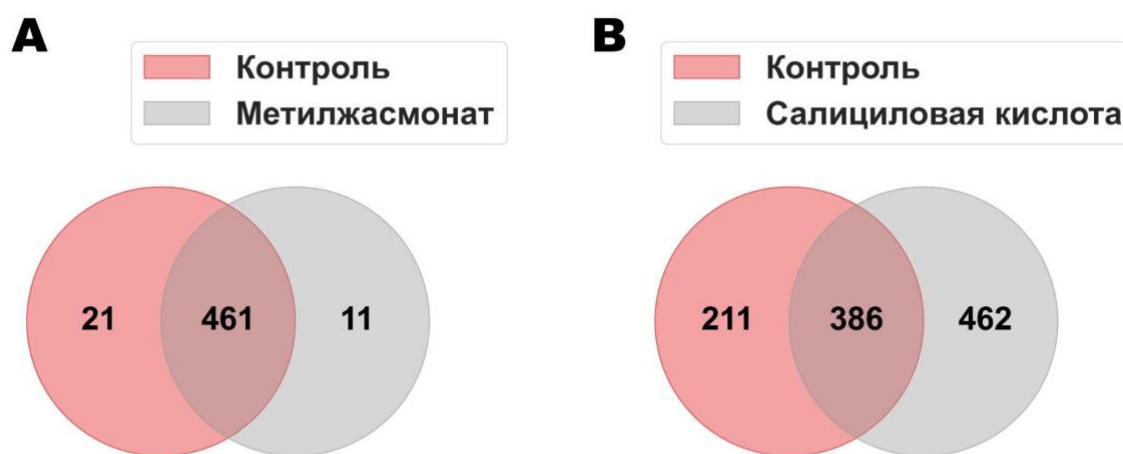 A
Контроль
Метилжасмонат
21
461
11
B
Контроль
Салициловая кислота
211
386
462